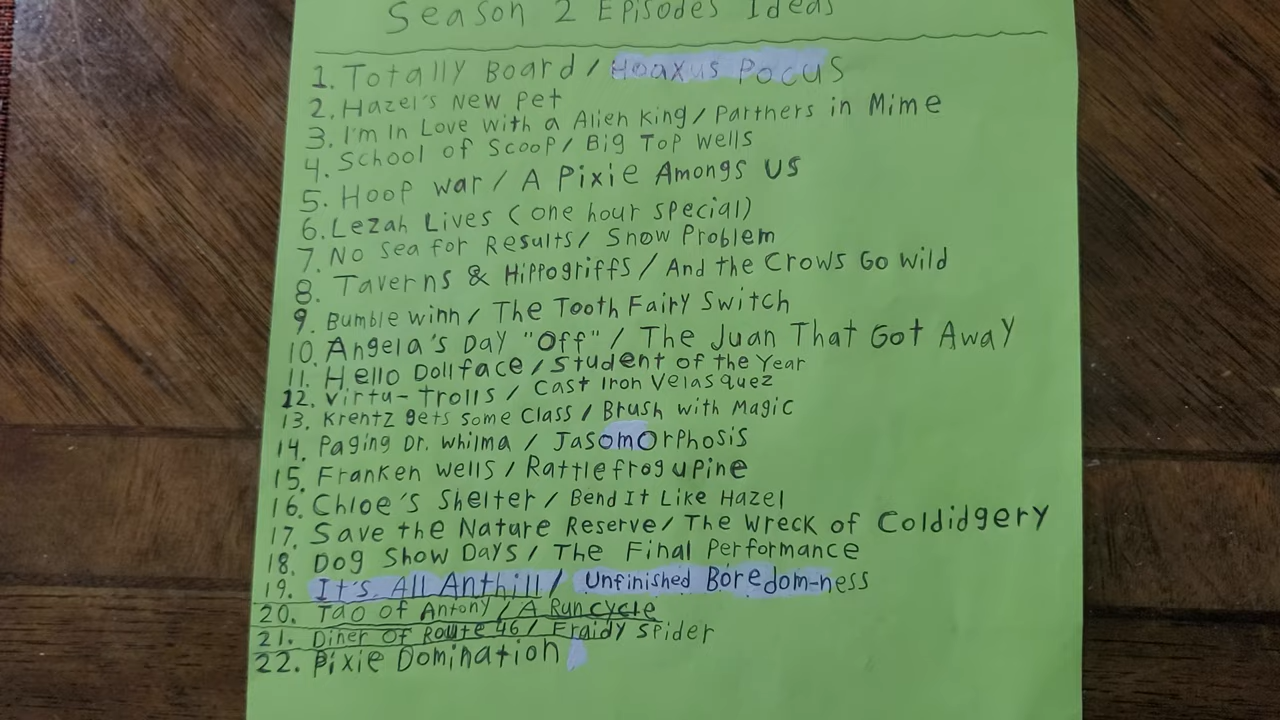 Season 2 Episodes Ideas
1. Totally Board / Hoaxus Pocus
2. Hazel's New Pet
3. I'm In Love with a Alien King / Partners in Mime
4. School of Scoop / Big Top Wells
5. Hoop War / A Pixie Amongs Us
6. Lezah Lives (one hour special)
7. No Sea for Results / Snow Problem
8. Taverns & Hippogriffs / And the Crows Go Wild
9. Bumble winn / The Tooth Fairy Switch
10. Angela's Day "Off" / The Juan That Got Away
11. Hello Dollface / Student of the Year
12. Virtu-Trolls / Cast Iron Velasquez
13. Krentz gets Some Class / Brush with Magic
14. Paging Dr. Whilma / Jasomorphosis
15. Franken Wells / Rattlefrogupine
16. Chloe's Shelter / Bend It Like Hazel
17. Save the Nature Reserve / The Wreck of Coldidgery
18. Dog Show Days / The Final Performance
19. It's All Anthill / Unfinished Boredom-ness
20. Tao of Antony / A Runcycle
21. Diner Of Route 46 / Fraidy Spider
22. Pixie Domination